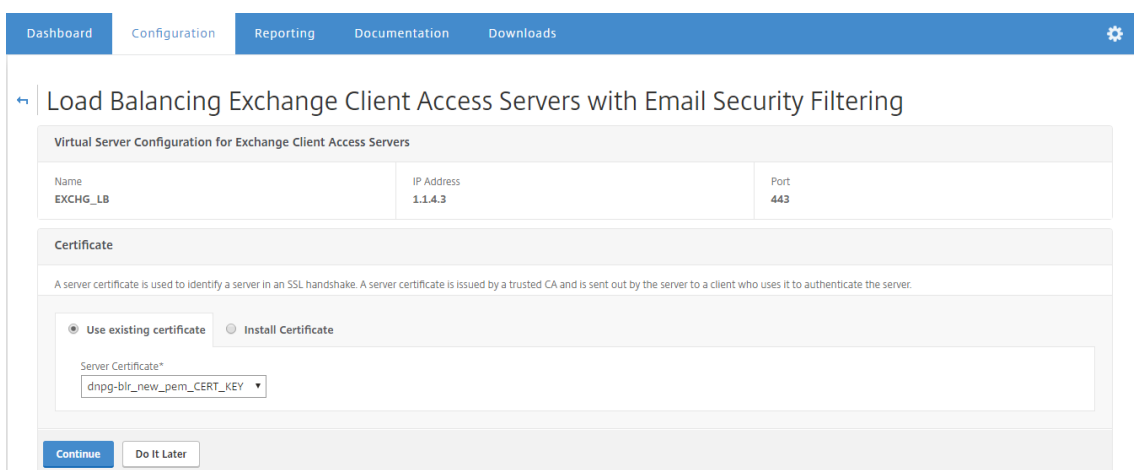 Dashboard Configuration Reporting Documentation Downloads
Load Balancing Exchange Client Access Servers with Email Security Filtering
Virtual Server Configuration for Exchange Client Access Servers
Name IP Address Port
EXCHG_LB 1.1.4.3 443
Certificate
A server certificate is used to identify a server in an SSL handshake. A server certificate is issued by a trusted CA and is sent out by the server to a client who uses it to authenticate the server.
Use existing certificate Install Certificate
Server Certificate*
dnpg-blr_new_pem_CERT_KEY
Continue Do It Later